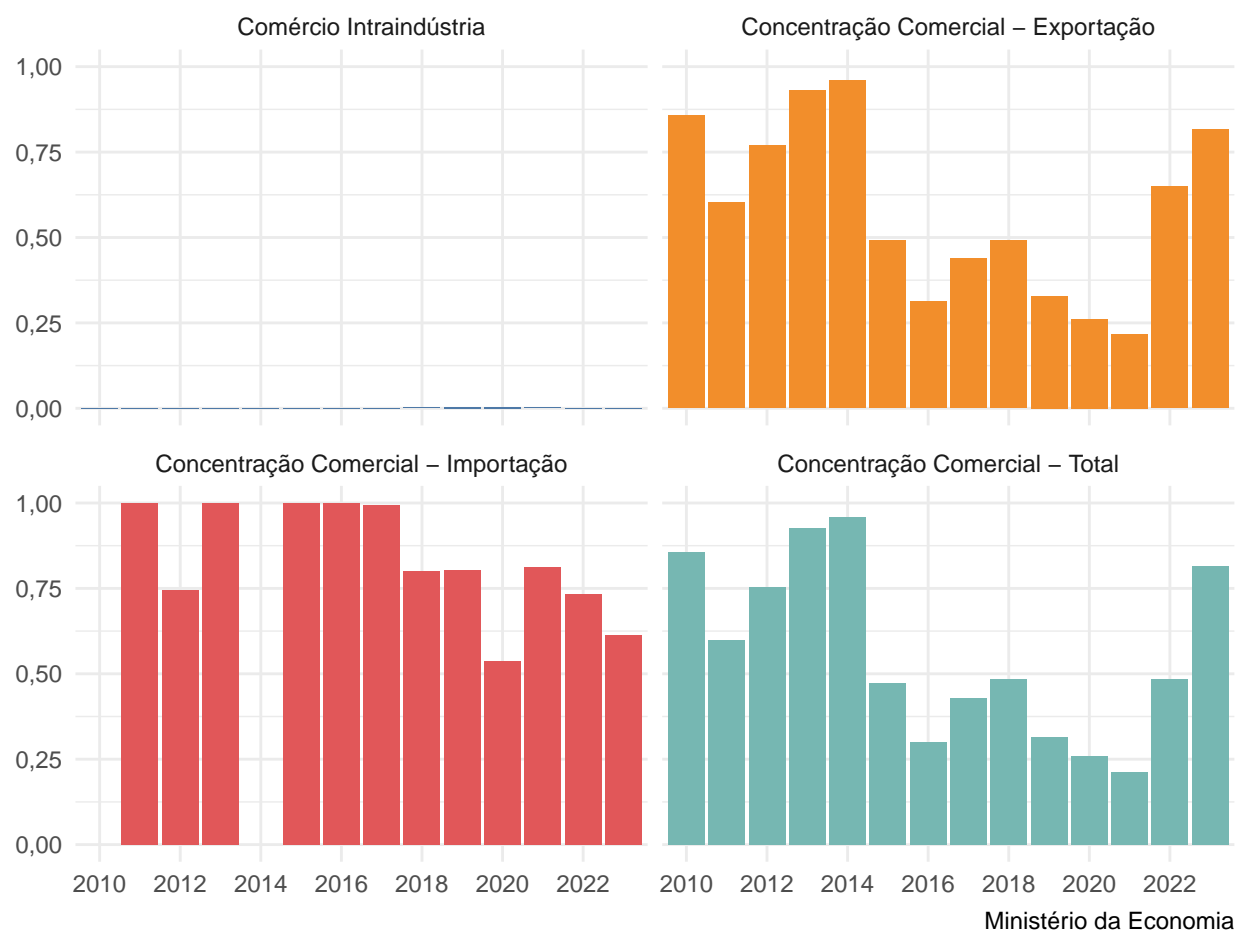 Comércio Intraindústria
Concentração Comercial – Exportação
1,00
0,75
0,50
0,25
0,00
2010 2012 2014 2016 2018 2020 2022
Concentração Comercial – Importação
Concentração Comercial – Total
1,00
0,75
0,50
0,25
0,00
2010 2012 2014 2016 2018 2020 2022
Ministério da Economia